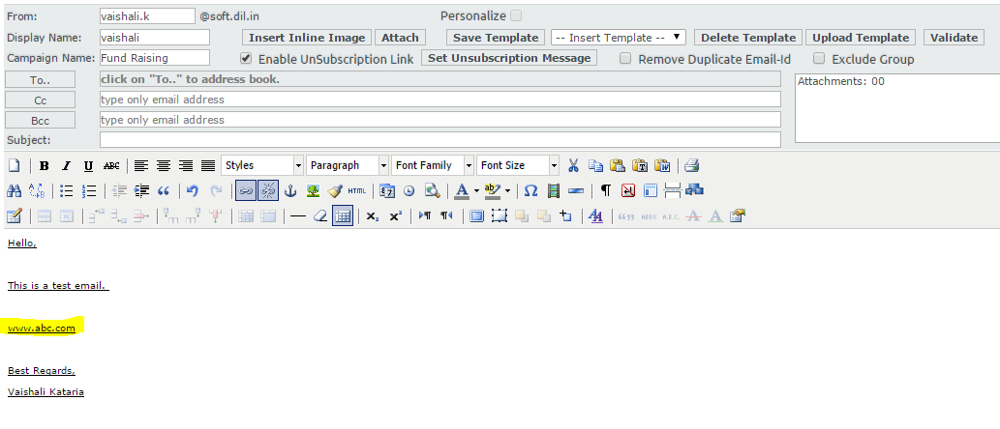 From: vaishali.k @soft.dil.in Personalize
Display Name: vaishali Insert Inline Image Attach Save Template -- Insert Template -- Delete Template Upload Template Validate
Campaign Name: Fund Raising Enable UnSubscription Link Set Unsubscription Message Remove Duplicate Email-Id Exclude Group
To.. click on "To.." to address book. Attachments: 00
Cc type only email address
Bcc type only email address
Subject:
B I U ABC Styles Paragraph Font Family Font Size
HTML A ab Ω ¶
x₂ x² ¶ ¶ A ABBR A.B.C. A A
Hello,
This is a test email.
www.abc.com
Best Regards,
Vaishali Kataria